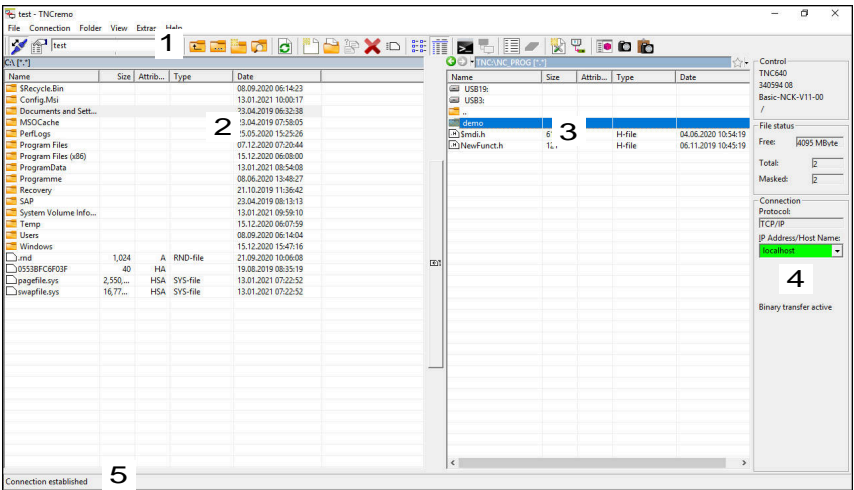 test - TNCremo
File Connection Folder View Extras Help
test
1
C:\ [*.*]
Name Size Attrib... Type Date
$Recycle.Bin 08.09.2020 06:14:23
Config.Msi 13.01.2021 10:00:17
Documents and Sett... 23.04.2019 06:32:38
MSOCache 23.04.2019 07:58:05
PerfLogs 05.05.2020 15:25:26
Program Files 07.12.2020 07:20:44
Program Files (x86) 15.12.2020 06:08:00
ProgramData 13.01.2021 08:54:08
Programme 08.06.2020 13:48:27
Recovery 21.10.2019 11:36:42
SAP 23.04.2019 08:13:13
System Volume Info... 13.01.2021 09:59:10
Temp 15.12.2020 06:07:59
Users 08.09.2020 06:14:04
Windows 15.12.2020 15:47:16
.rnd 1,024 A RND-file 21.09.2020 10:06:08
0553BFC6F03F 40 HA 19.08.2019 08:35:19
pagefile.sys 2,550,... HSA SYS-file 13.01.2021 07:22:52
swapfile.sys 16,77... HSA SYS-file 13.01.2021 07:22:52
2
TNC:\NC_PROG [*.*]
Name Size Attrib... Type Date
USB19:
USB3:
..
demo
$mdi.h 6 H-file 04.06.2020 10:54:19
NewFunct.h H-file 06.11.2019 10:45:19
3
Control
TNC640
340594 08
Basic-NCK-V11-00
/
File status
Free: 4095 MByte
Total: 2
Masked: 2
Connection
Protocol:
TCP/IP
IP Address/Host Name:
localhost
4
Binary transfer active
Connection established
5